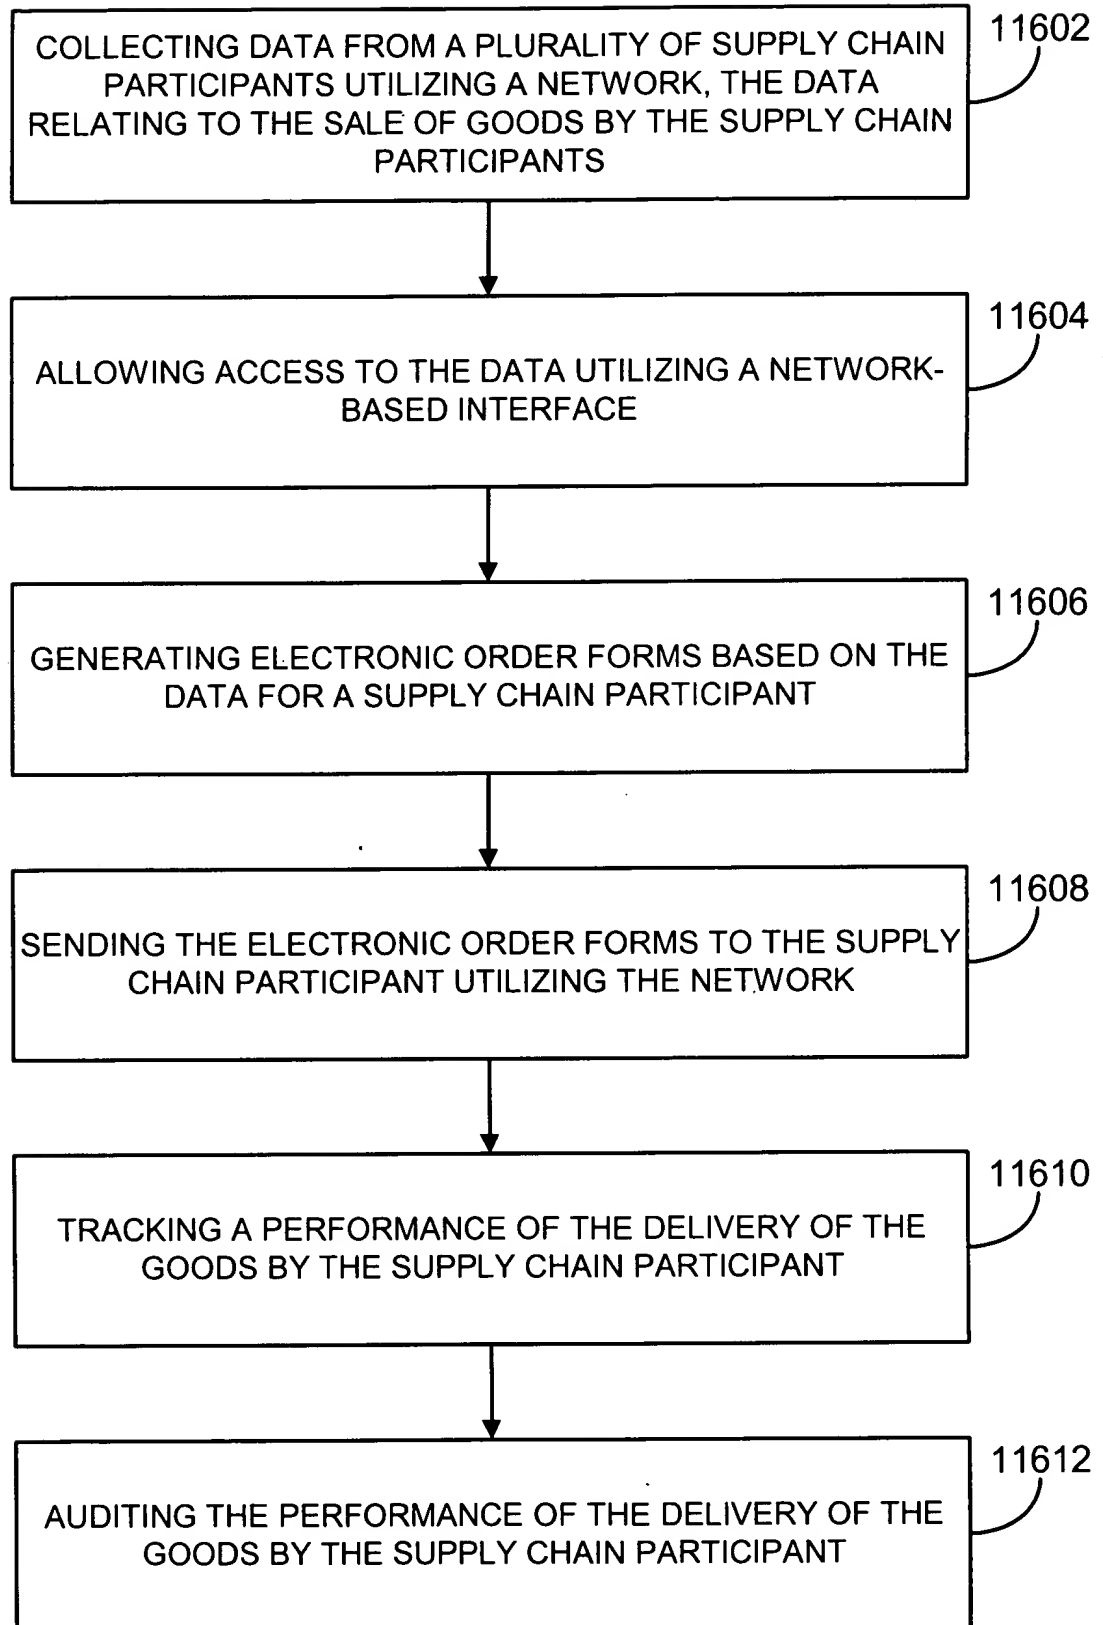 COLLECTING DATA FROM A PLURALITY OF SUPPLY CHAIN
PARTICIPANTS UTILIZING A NETWORK, THE DATA
RELATING TO THE SALE OF GOODS BY THE SUPPLY CHAIN
PARTICIPANTS
11602
ALLOWING ACCESS TO THE DATA UTILIZING A NETWORK-
BASED INTERFACE
11604
GENERATING ELECTRONIC ORDER FORMS BASED ON THE
DATA FOR A SUPPLY CHAIN PARTICIPANT
11606
SENDING THE ELECTRONIC ORDER FORMS TO THE SUPPLY
CHAIN PARTICIPANT UTILIZING THE NETWORK
11608
TRACKING A PERFORMANCE OF THE DELIVERY OF THE
GOODS BY THE SUPPLY CHAIN PARTICIPANT
11610
AUDITING THE PERFORMANCE OF THE DELIVERY OF THE
GOODS BY THE SUPPLY CHAIN PARTICIPANT
11612